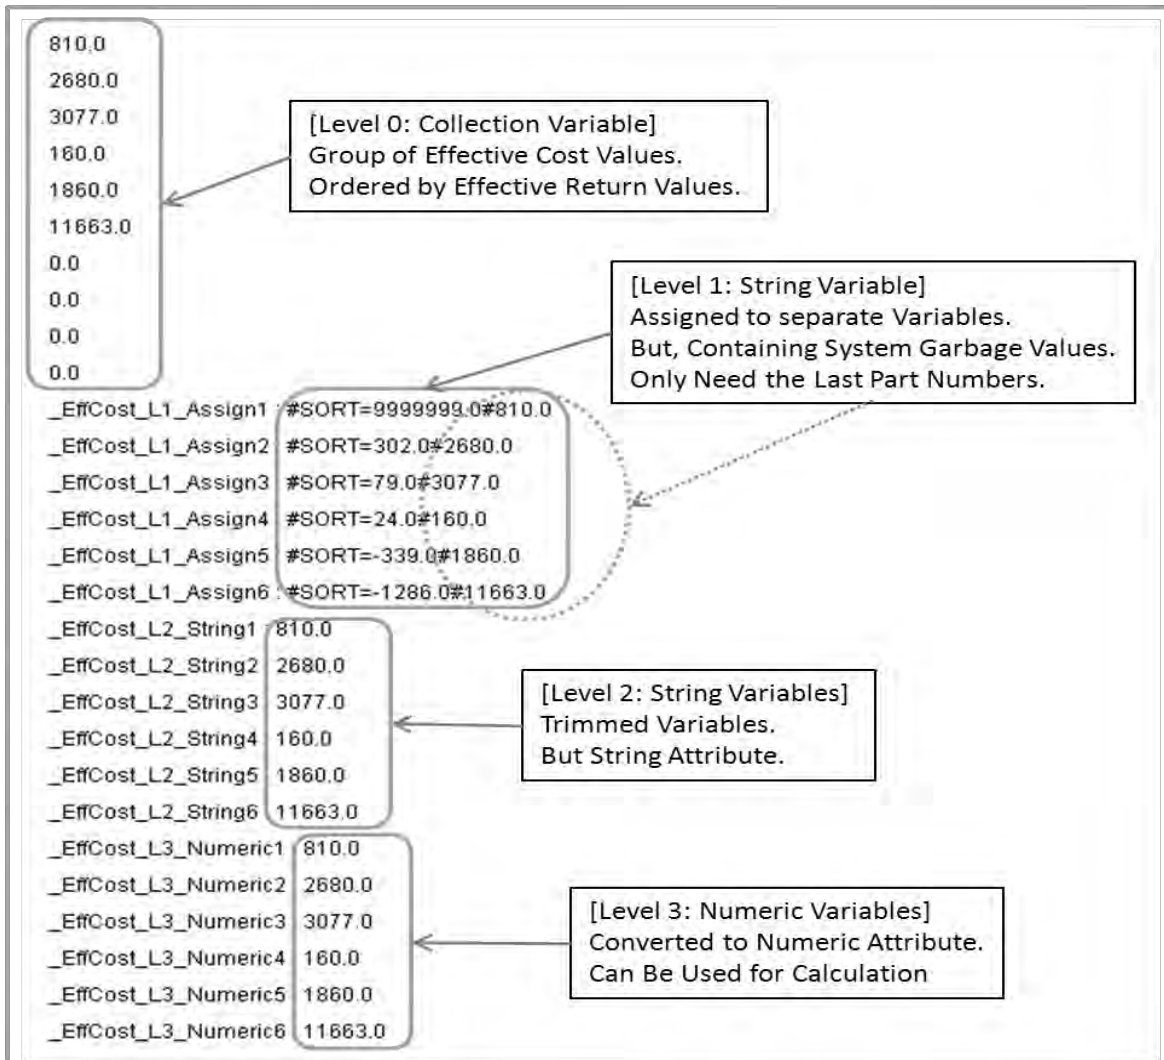 810.0
2680.0
3077.0
160.0
1860.0
11663.0
0.0
0.0
0.0
0.0
[Level 0: Collection Variable]
Group of Effective Cost Values.
Ordered by Effective Return Values.
[Level 1: String Variable]
Assigned to separate Variables.
But, Containing System Garbage Values.
Only Need the Last Part Numbers.
_EffCost_L1_Assign1 : #SORT=9999999.0#810.0
_EffCost_L1_Assign2 : #SORT=302.0#2680.0
_EffCost_L1_Assign3 : #SORT=79.0#3077.0
_EffCost_L1_Assign4 : #SORT=24.0#160.0
_EffCost_L1_Assign5 : #SORT=-339.0#1860.0
_EffCost_L1_Assign6 : #SORT=-1286.0#11663.0
_EffCost_L2_String1 : 810.0
_EffCost_L2_String2 : 2680.0
_EffCost_L2_String3 : 3077.0
_EffCost_L2_String4 : 160.0
_EffCost_L2_String5 : 1860.0
_EffCost_L2_String6 : 11663.0
[Level 2: String Variables]
Trimmed Variables.
But String Attribute.
_EffCost_L3_Numeric1 : 810.0
_EffCost_L3_Numeric2 : 2680.0
_EffCost_L3_Numeric3 : 3077.0
_EffCost_L3_Numeric4 : 160.0
_EffCost_L3_Numeric5 : 1860.0
_EffCost_L3_Numeric6 : 11663.0
[Level 3: Numeric Variables]
Converted to Numeric Attribute.
Can Be Used for Calculation